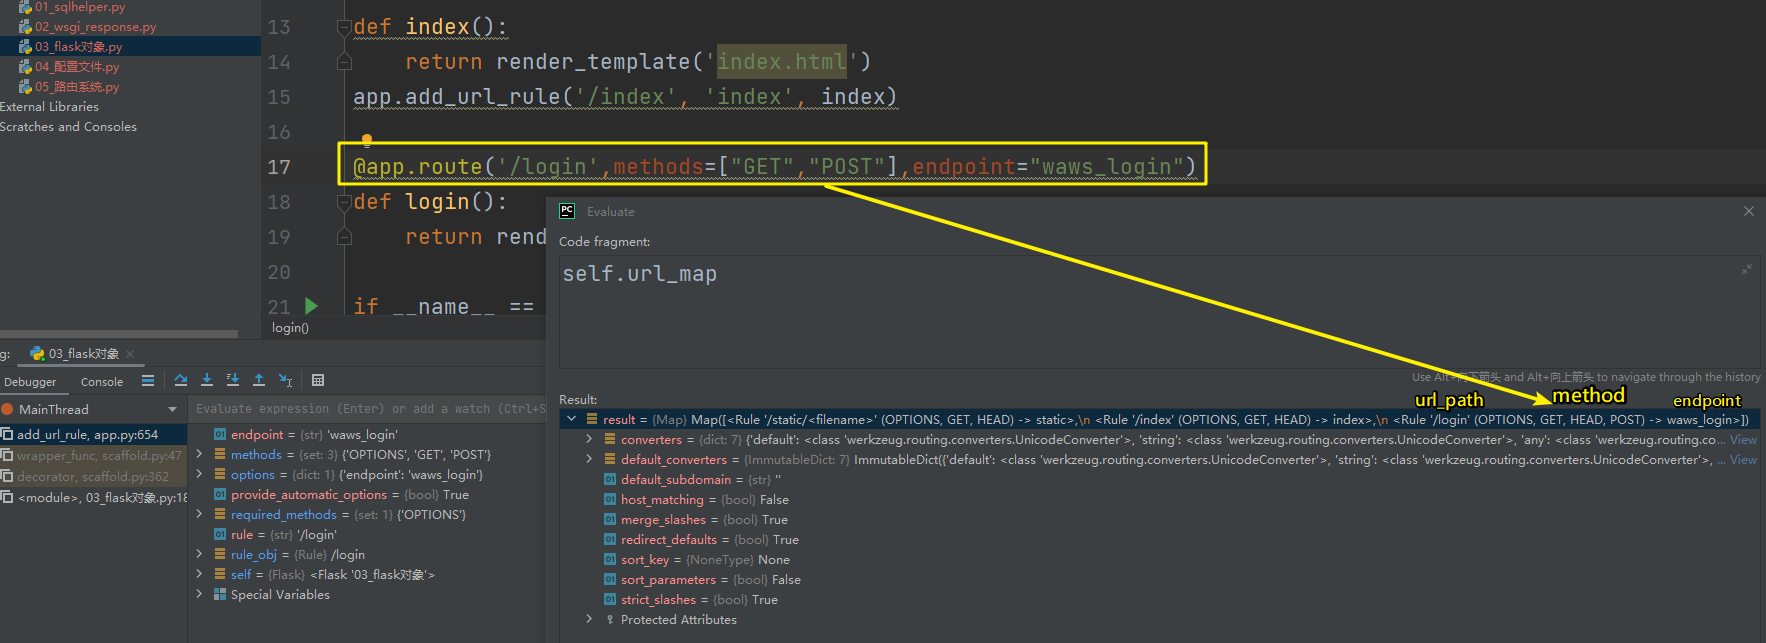 01_sqlhelper.py
02_wsgi_response.py
03_flask对象.py
04_配置文件.py
05_路由系统.py
External Libraries
Scratches and Consoles
13 def index():
14 return render_template('index.html')
15 app.add_url_rule('/index', 'index', index)
16
17 @app.route('/login',methods=["GET","POST"],endpoint="waws_login")
18 def login():
19 return rend
20
21 if __name__ ==
login()
g: 03_flask对象
Debugger Console
MainThread
add_url_rule, app.py:654
wrapper_func, scaffold.py:47
decorator, scaffold.py:362
<module>, 03_flask对象.py:18
Evaluate expression (Enter) or add a watch (Ctrl+S
endpoint = {str} 'waws_login'
methods = {set: 3} {'OPTIONS', 'GET', 'POST'}
options = {dict: 1} {'endpoint': 'waws_login'}
provide_automatic_options = {bool} True
required_methods = {set: 1} {'OPTIONS'}
rule = {str} '/login'
rule_obj = {Rule} /login
self = {Flask} <Flask '03_flask对象'>
Special Variables
PC Evaluate
Code fragment:
self.url_map
Use Alt+向下箭头 and Alt+向上箭头 to navigate through the history
Result:
url_path method endpoint
result = {Map} Map([<Rule '/static/<filename>' (OPTIONS, GET, HEAD) -> static>,\n <Rule '/index' (OPTIONS, GET, HEAD) -> index>,\n <Rule '/login' (OPTIONS, GET, HEAD, POST) -> waws_login>])
converters = {dict: 7} {'default': <class 'werkzeug.routing.converters.UnicodeConverter'>, 'string': <class 'werkzeug.routing.converters.UnicodeConverter'>, 'any': <class 'werkzeug.routing.co... View
default_converters = {ImmutableDict: 7} ImmutableDict({'default': <class 'werkzeug.routing.converters.UnicodeConverter'>, 'string': <class 'werkzeug.routing.converters.UnicodeConverter'>, ... View
default_subdomain = {str} ''
host_matching = {bool} False
merge_slashes = {bool} True
redirect_defaults = {bool} True
sort_key = {NoneType} None
sort_parameters = {bool} False
strict_slashes = {bool} True
Protected Attributes